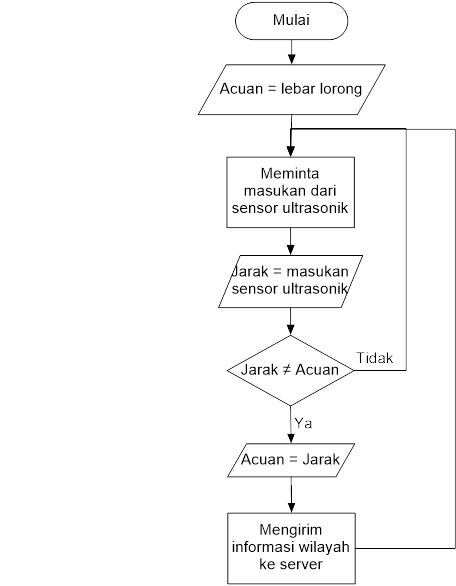 Mulai
Acuan = lebar lorong
Meminta
masukan dari
sensor ultrasonik
Jarak = masukan
sensor ultrasonik
Jarak ≠ Acuan
Tidak
Ya
Acuan = Jarak
Mengirim
informasi wilayah
ke server